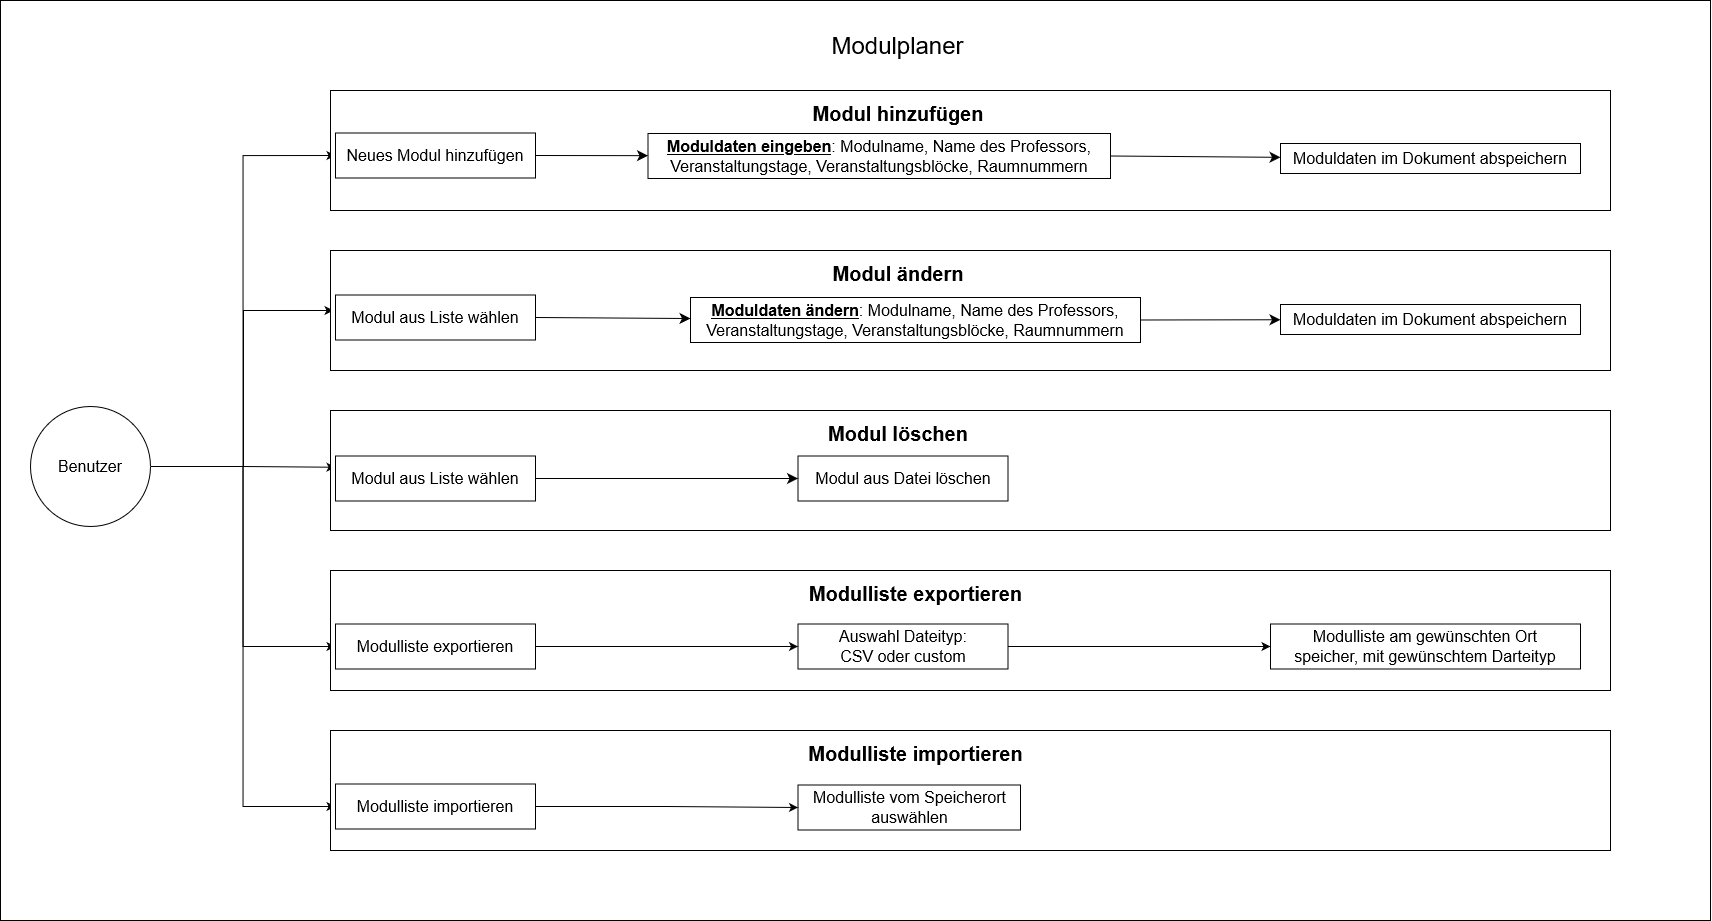 Modulplaner
Modul hinzufügen
Neues Modul hinzufügen
Moduldaten eingeben: Modulname, Name des Professors,
Veranstaltungstage, Veranstaltungsblöcke, Raumnummern
Moduldaten im Dokument abspeichern
Modul ändern
Modul aus Liste wählen
Moduldaten ändern: Modulname, Name des Professors,
Veranstaltungstage, Veranstaltungsblöcke, Raumnummern
Moduldaten im Dokument abspeichern
Benutzer
Modul löschen
Modul aus Liste wählen
Modul aus Datei löschen
Modulliste exportieren
Modulliste exportieren
Auswahl Dateityp:
CSV oder custom
Modulliste am gewünschten Ort
speicher, mit gewünschtem Darteityp
Modulliste importieren
Modulliste importieren
Modulliste vom Speicherort
auswählen